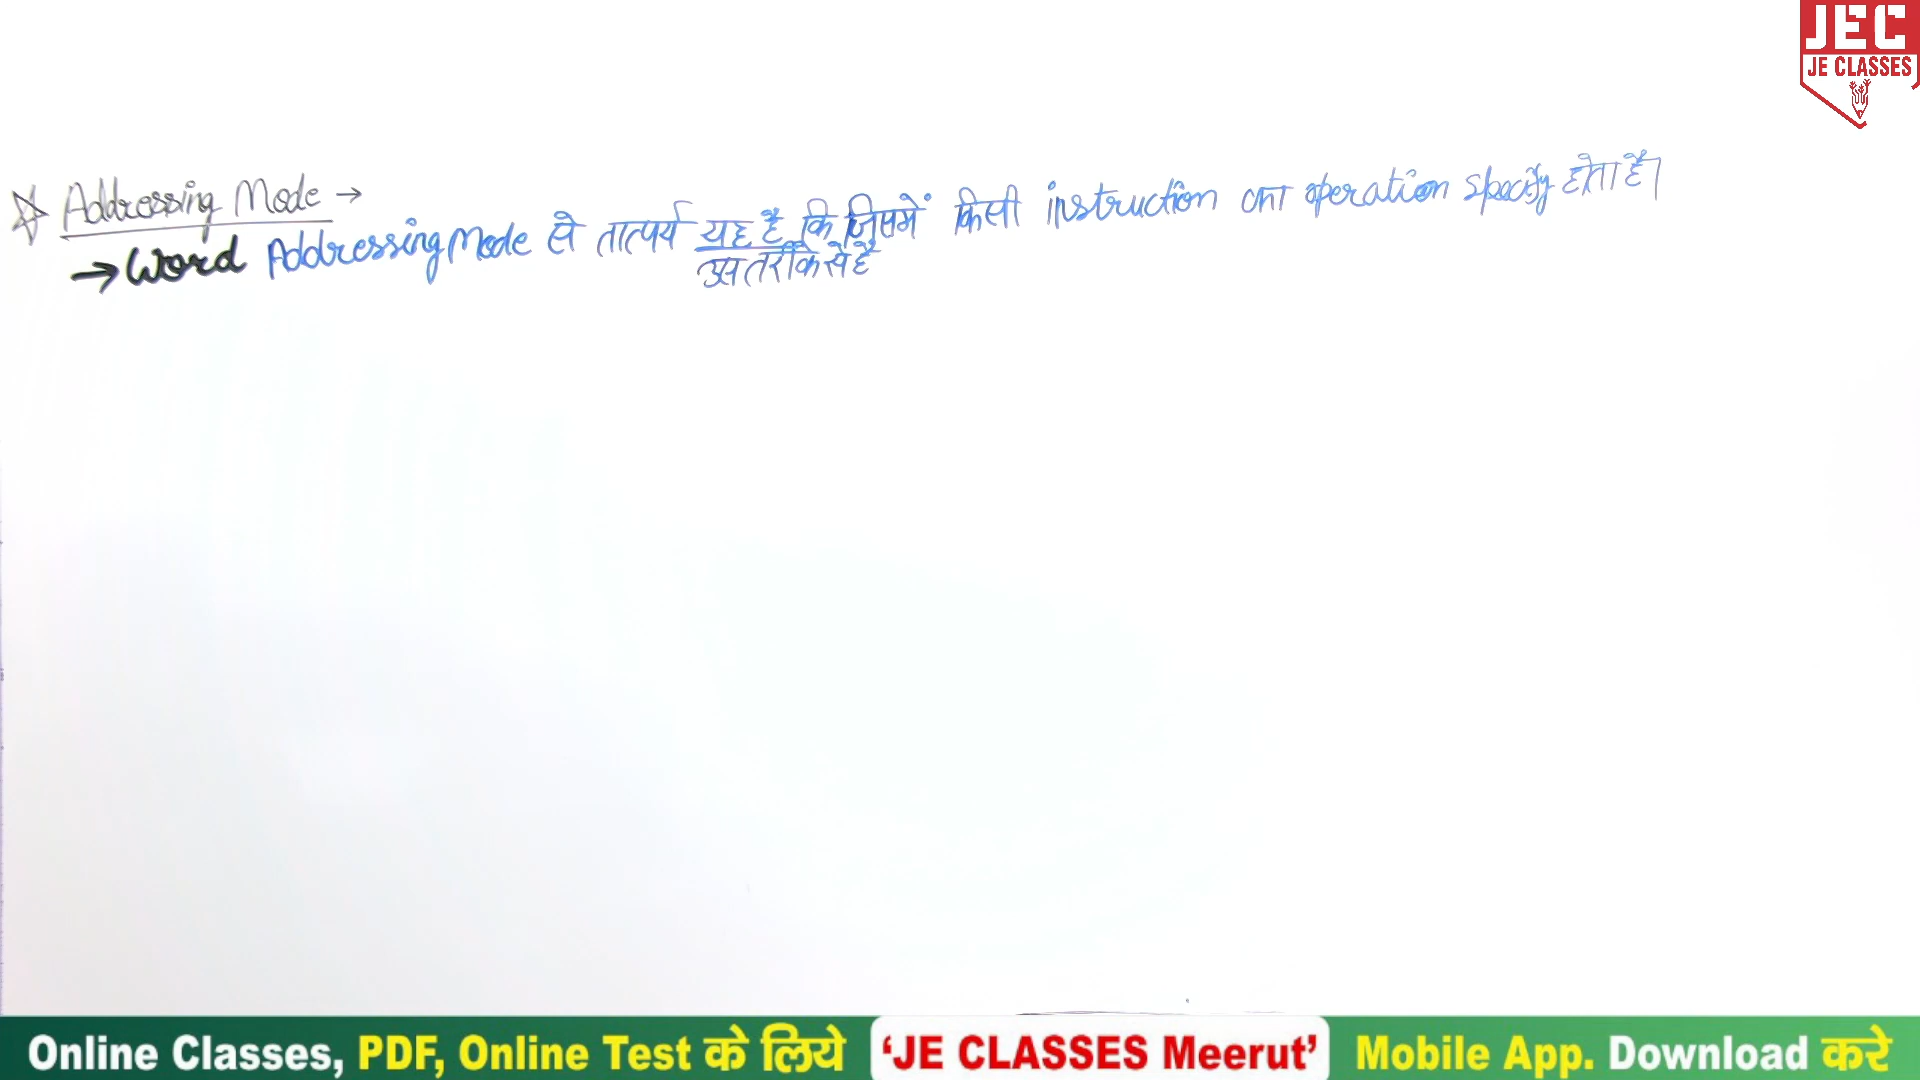 JEC
JE CLASSES
Addressing Mode →
→ Word Addressing Mode से तात्पर्य यह है कि जिसमें किसी instruction का operation specify होता है।
उस तरीके से है
Online Classes, PDF, Online Test के लिये 'JE CLASSES Meerut' Mobile App. Download करे